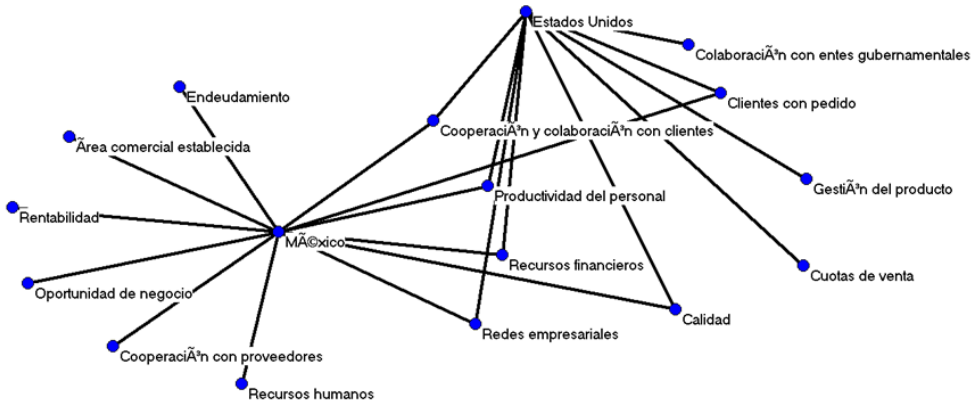 Estados Unidos
ColaboraciÃ³n con entes gubernamentales
Endeudamiento
Clientes con pedido
CooperaciÃ³n y colaboraciÃ³n con clientes
Ãrea comercial establecida
GestiÃ³n del producto
Productividad del personal
Rentabilidad
MÃ©xico
Recursos financieros
Cuotas de venta
Oportunidad de negocio
Calidad
Redes empresariales
CooperaciÃ³n con proveedores
Recursos humanos